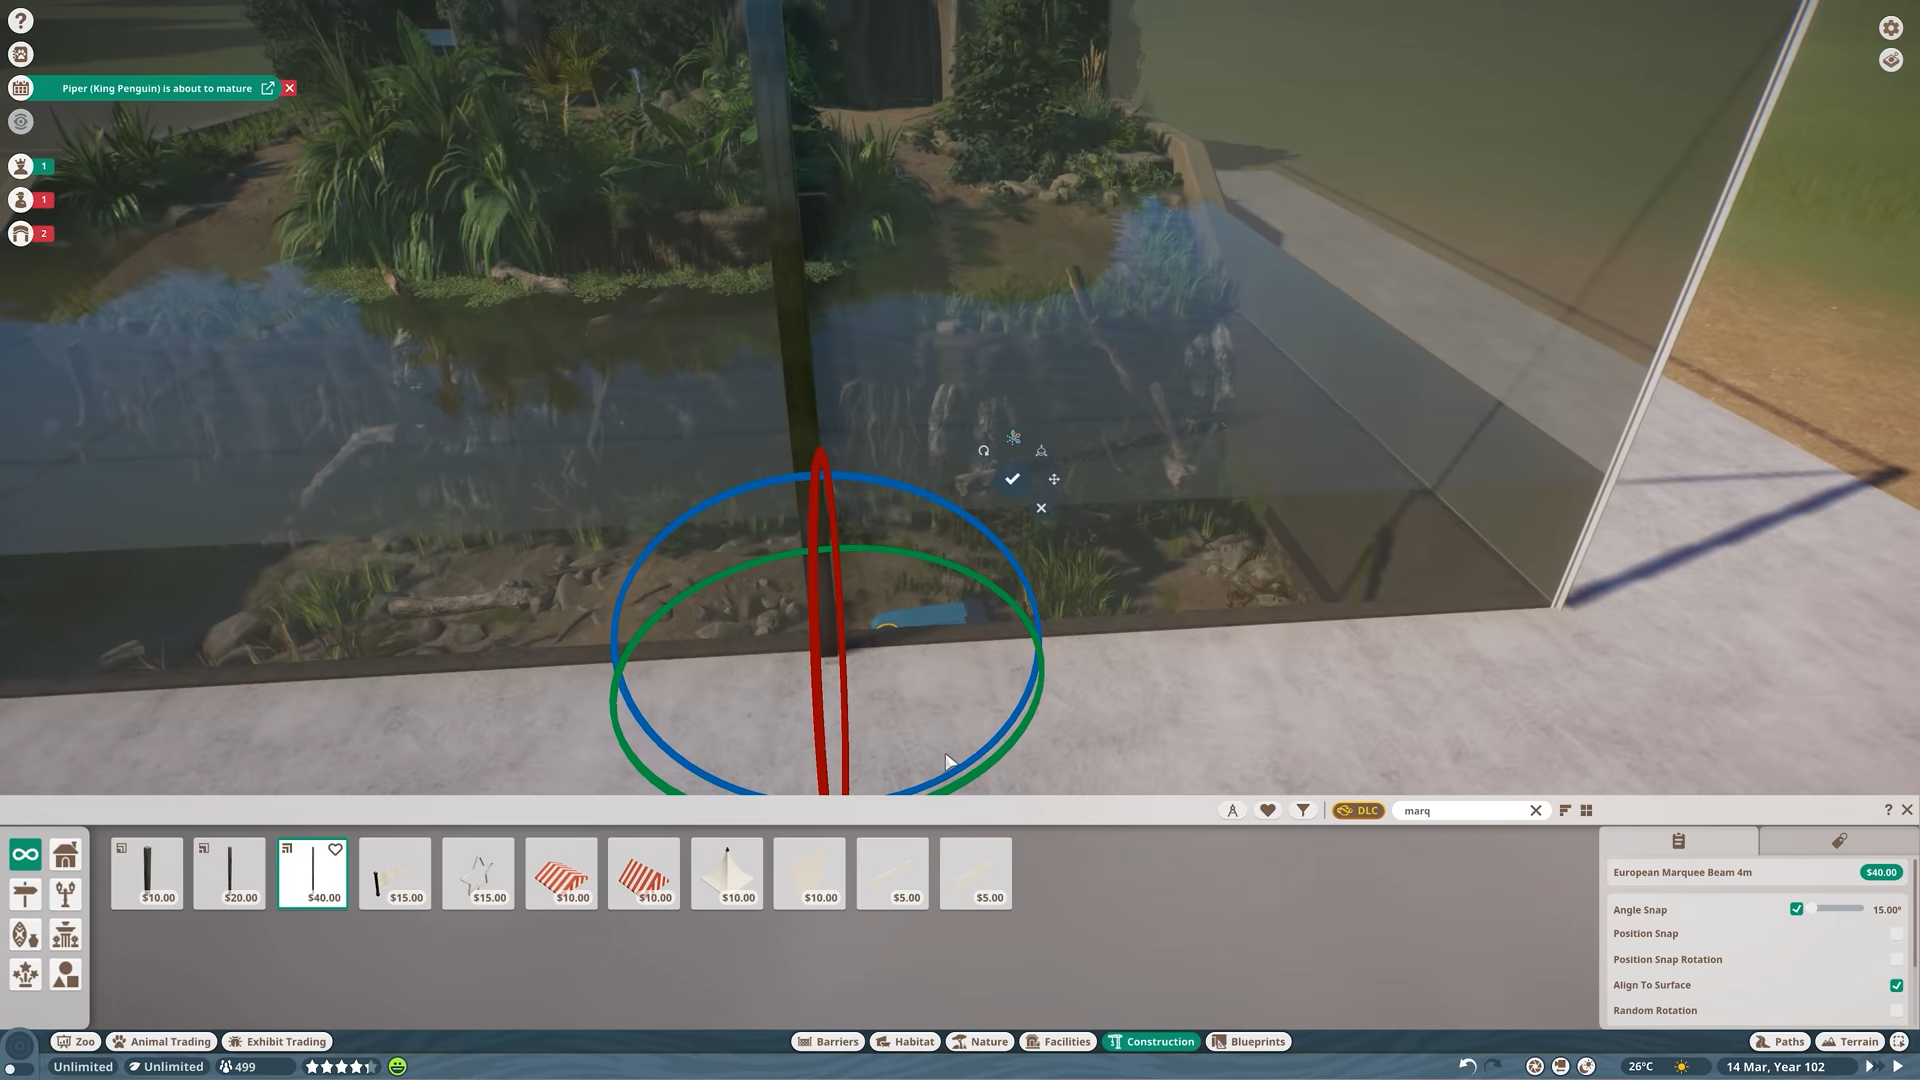 ?
Piper (King Penguin) is about to mature
1
1
2
DLC
marq
?
$10.00
$20.00
$40.00
$15.00
$15.00
$10.00
$10.00
$10.00
$10.00
$5.00
$5.00
European Marquee Beam 4m
$40.00
Angle Snap
15.00°
Position Snap
Position Snap Rotation
Align To Surface
Random Rotation
Zoo
Animal Trading
Exhibit Trading
Barriers
Habitat
Nature
Facilities
Construction
Blueprints
Paths
Terrain
Unlimited
Unlimited
499
26°C
14 Mar, Year 102